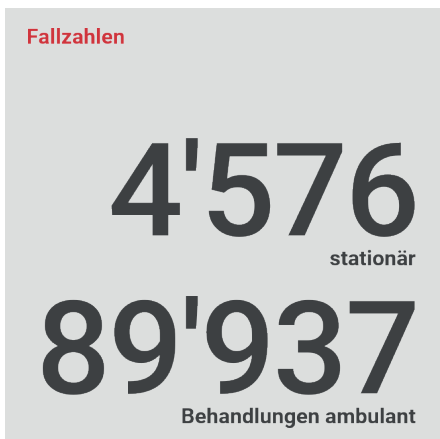 Fallzahlen
4'576
stationär
89'937
Behandlungen ambulant